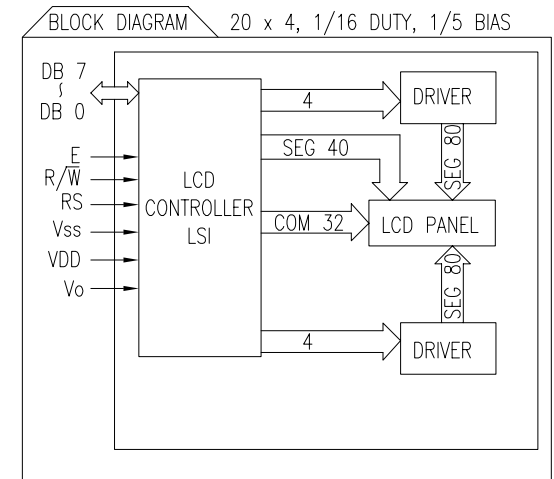 BLOCK DIAGRAM 20 x 4, 1/16 DUTY, 1/5 BIAS
DB 7
~
DB 0
E
R/W̅
RS
Vss
VDD
Vo
LCD
CONTROLLER
LSI
4
SEG 40
COM 32
4
DRIVER
SEG 80
LCD PANEL
SEG 80
DRIVER